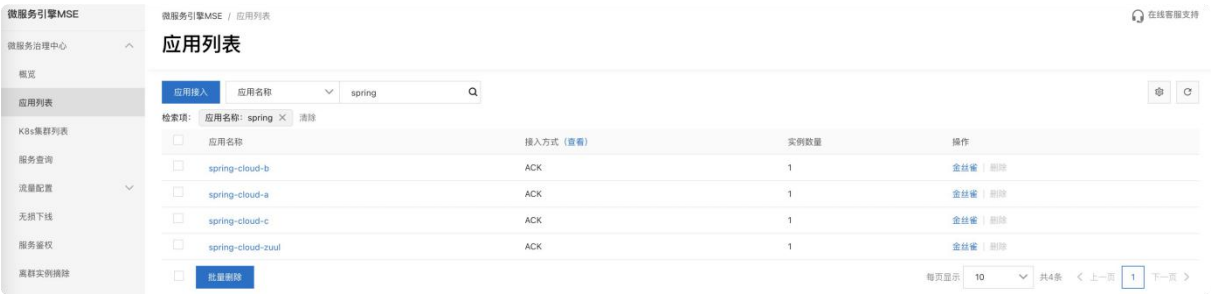 微服务引擎MSE
微服务治理中心
概览
应用列表
K8s集群列表
服务查询
流量配置
无损下线
服务鉴权
离群实例摘除
微服务引擎MSE / 应用列表
在线客服支持
应用列表
应用接入 应用名称 spring
检索项: 应用名称: spring × 清除
应用名称 接入方式 (查看) 实例数量 操作
spring-cloud-b ACK 1 金丝雀 | 删除
spring-cloud-a ACK 1 金丝雀 | 删除
spring-cloud-c ACK 1 金丝雀 | 删除
spring-cloud-zuul ACK 1 金丝雀 | 删除
批量删除 每页显示 10 共4条 < 上一页 1 下一页 >